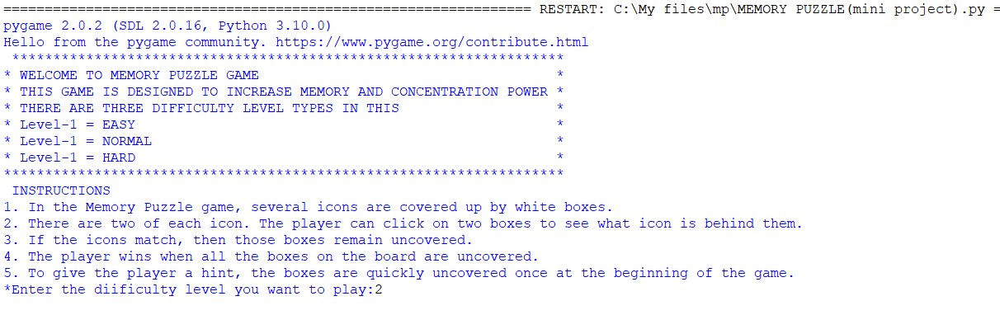 ================================================================ RESTART: C:\My files\mp\MEMORY PUZZLE(mini project).py =
pygame 2.0.2 (SDL 2.0.16, Python 3.10.0)
Hello from the pygame community. https://www.pygame.org/contribute.html
*******************************************************************
* WELCOME TO MEMORY PUZZLE GAME *
* THIS GAME IS DESIGNED TO INCREASE MEMORY AND CONCENTRATION POWER *
* THERE ARE THREE DIFFICULTY LEVEL TYPES IN THIS *
* Level-1 = EASY *
* Level-1 = NORMAL *
* Level-1 = HARD *
********************************************************************
INSTRUCTIONS
1. In the Memory Puzzle game, several icons are covered up by white boxes.
2. There are two of each icon. The player can click on two boxes to see what icon is behind them.
3. If the icons match, then those boxes remain uncovered.
4. The player wins when all the boxes on the board are uncovered.
5. To give the player a hint, the boxes are quickly uncovered once at the beginning of the game.
*Enter the diificulty level you want to play:2